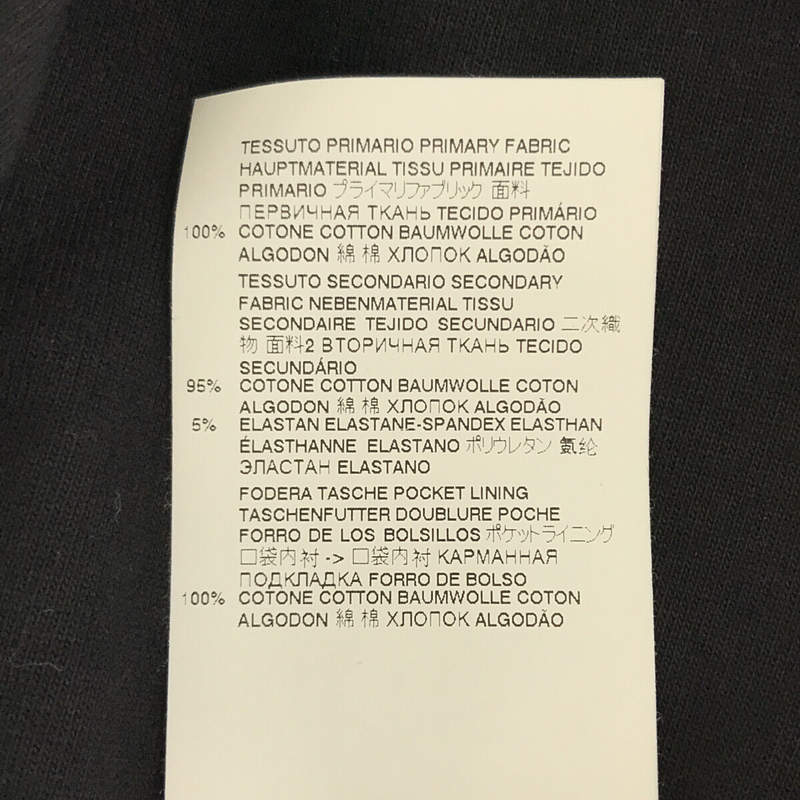 TESSUTO PRIMARIO PRIMARY FABRIC
HAUPTMATERIAL TISSU PRIMAIRE TEJIDO
PRIMARIO プライマリファブリック 面料
ПЕРВИЧНАЯ ТКАНЬ TECIDO PRIMÁRIO
100% COTONE COTTON BAUMWOLLE COTON
ALGODON 綿 棉 ХЛОПОК ALGODÃO
TESSUTO SECONDARIO SECONDARY
FABRIC NEBENMATERIAL TISSU
SECONDAIRE TEJIDO SECUNDARIO 二次織
物 面料2 ВТОРИЧНАЯ ТКАНЬ TECIDO
SECUNDÁRIO
95% COTONE COTTON BAUMWOLLE COTON
ALGODON 綿 棉 ХЛОПОК ALGODÃO
5% ELASTAN ELASTANE-SPANDEX ELASTHAN
ÉLASTHANNE ELASTANO ポリウレタン 氨纶
ЭЛАСТАН ELASTANO
FODERA TASCHE POCKET LINING
TASCHENFUTTER DOUBLURE POCHE
FORRO DE LOS BOLSILLOS ポケットライニング
口袋内衬 -> 口袋内衬 КАРМАННАЯ
ПОДКЛАДКА FORRO DE BOLSO
100% COTONE COTTON BAUMWOLLE COTON
ALGODON 綿 棉 ХЛОПОК ALGODÃO